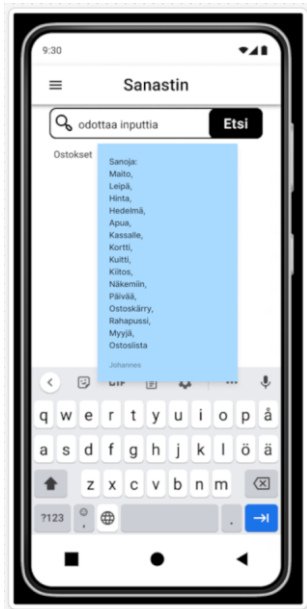 9:30
Sanastin
odottaa inputtia Etsi
Ostokset
Sanoja:
Maito,
Leipä,
Hinta,
Hedelmä,
Apua,
Kassalle,
Kortti,
Kuitti,
Kiitos,
Näkemiin,
Päivää,
Ostoskärry,
Rahapussi,
Myyjä,
Ostoslista
Johannes
q w e r t y u i o p å
a s d f g h j k l ö ä
z x c v b n m
?123 , .